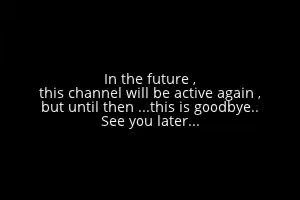 In the future ,
this channel will be active again ,
but until then ...this is goodbye..
See you later...